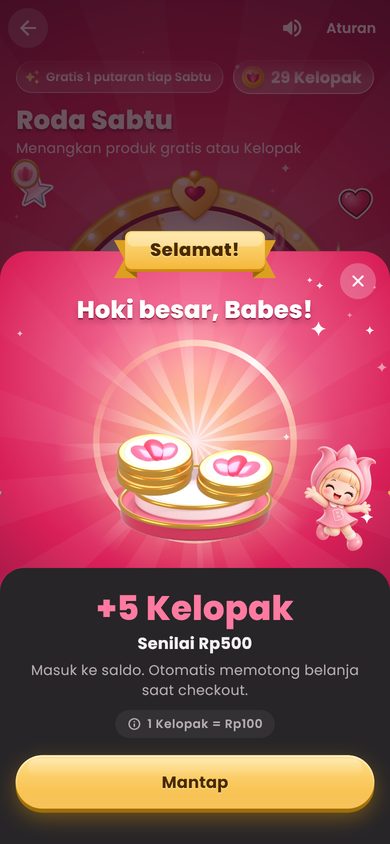 Aturan
Gratis 1 putaran tiap Sabtu
29 Kelopak
Roda Sabtu
Menangkan produk gratis atau Kelopak
Selamat!
Hoki besar, Babes!
+5 Kelopak
Senilai Rp500
Masuk ke saldo. Otomatis memotong belanja
saat checkout.
1 Kelopak = Rp100
Mantap